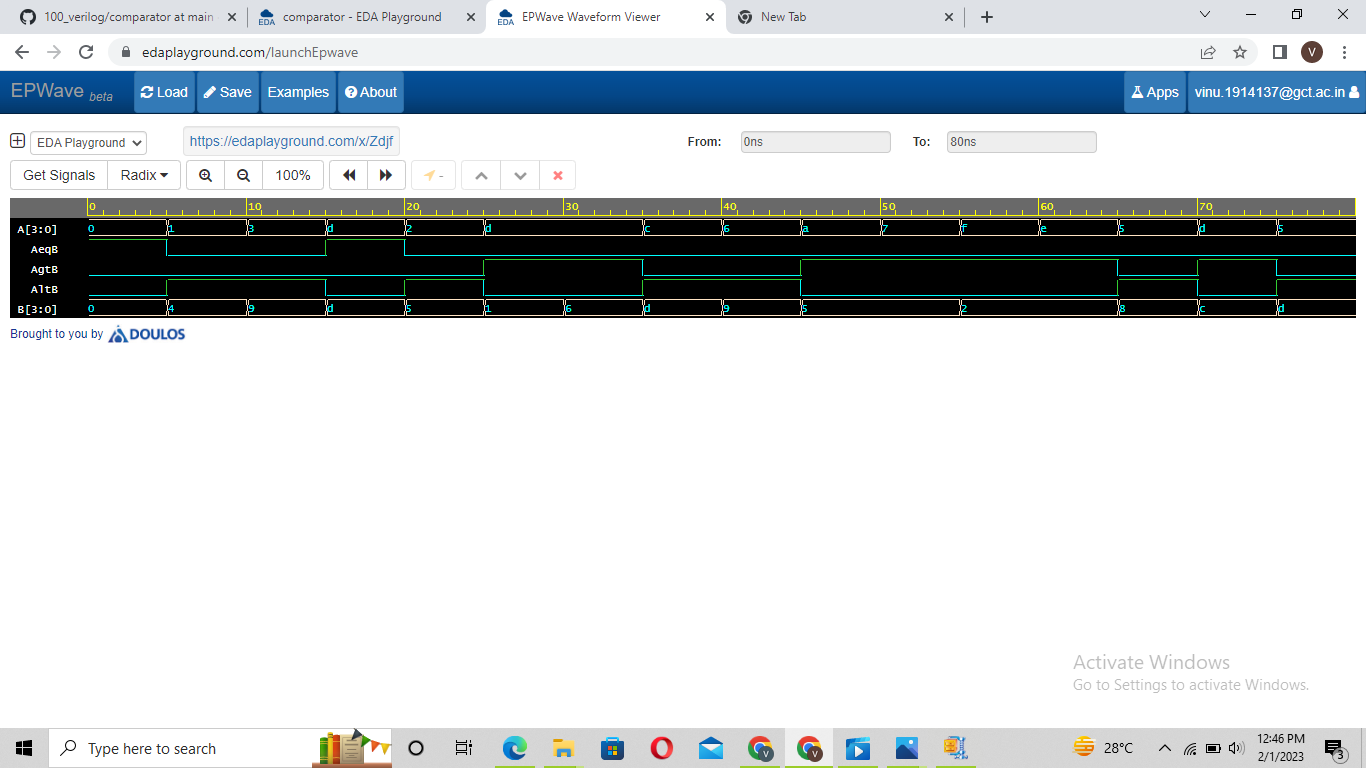 100_verilog/comparator at main
comparator - EDA Playground
EPWave Waveform Viewer
New Tab
edaplayground.com/launchEpwave
V
EPWave beta
Load
Save
Examples
About
Apps
vinu.1914137@gct.ac.in
EDA Playground
https://edaplayground.com/x/Zdjf
From:
0ns
To:
80ns
Get Signals
Radix
100%
-
0 10 20 30 40 50 60 70
A[3:0] 0 1 3 d 2 d c 6 a 7 f e 5 d 5
AeqB
AgtB
AltB
B[3:0] 0 4 9 d 5 1 6 d 9 5 2 8 c d
Brought to you by DOULOS
Activate Windows
Go to Settings to activate Windows.
Type here to search
V
V
28°C
12:46 PM
2/1/2023
3